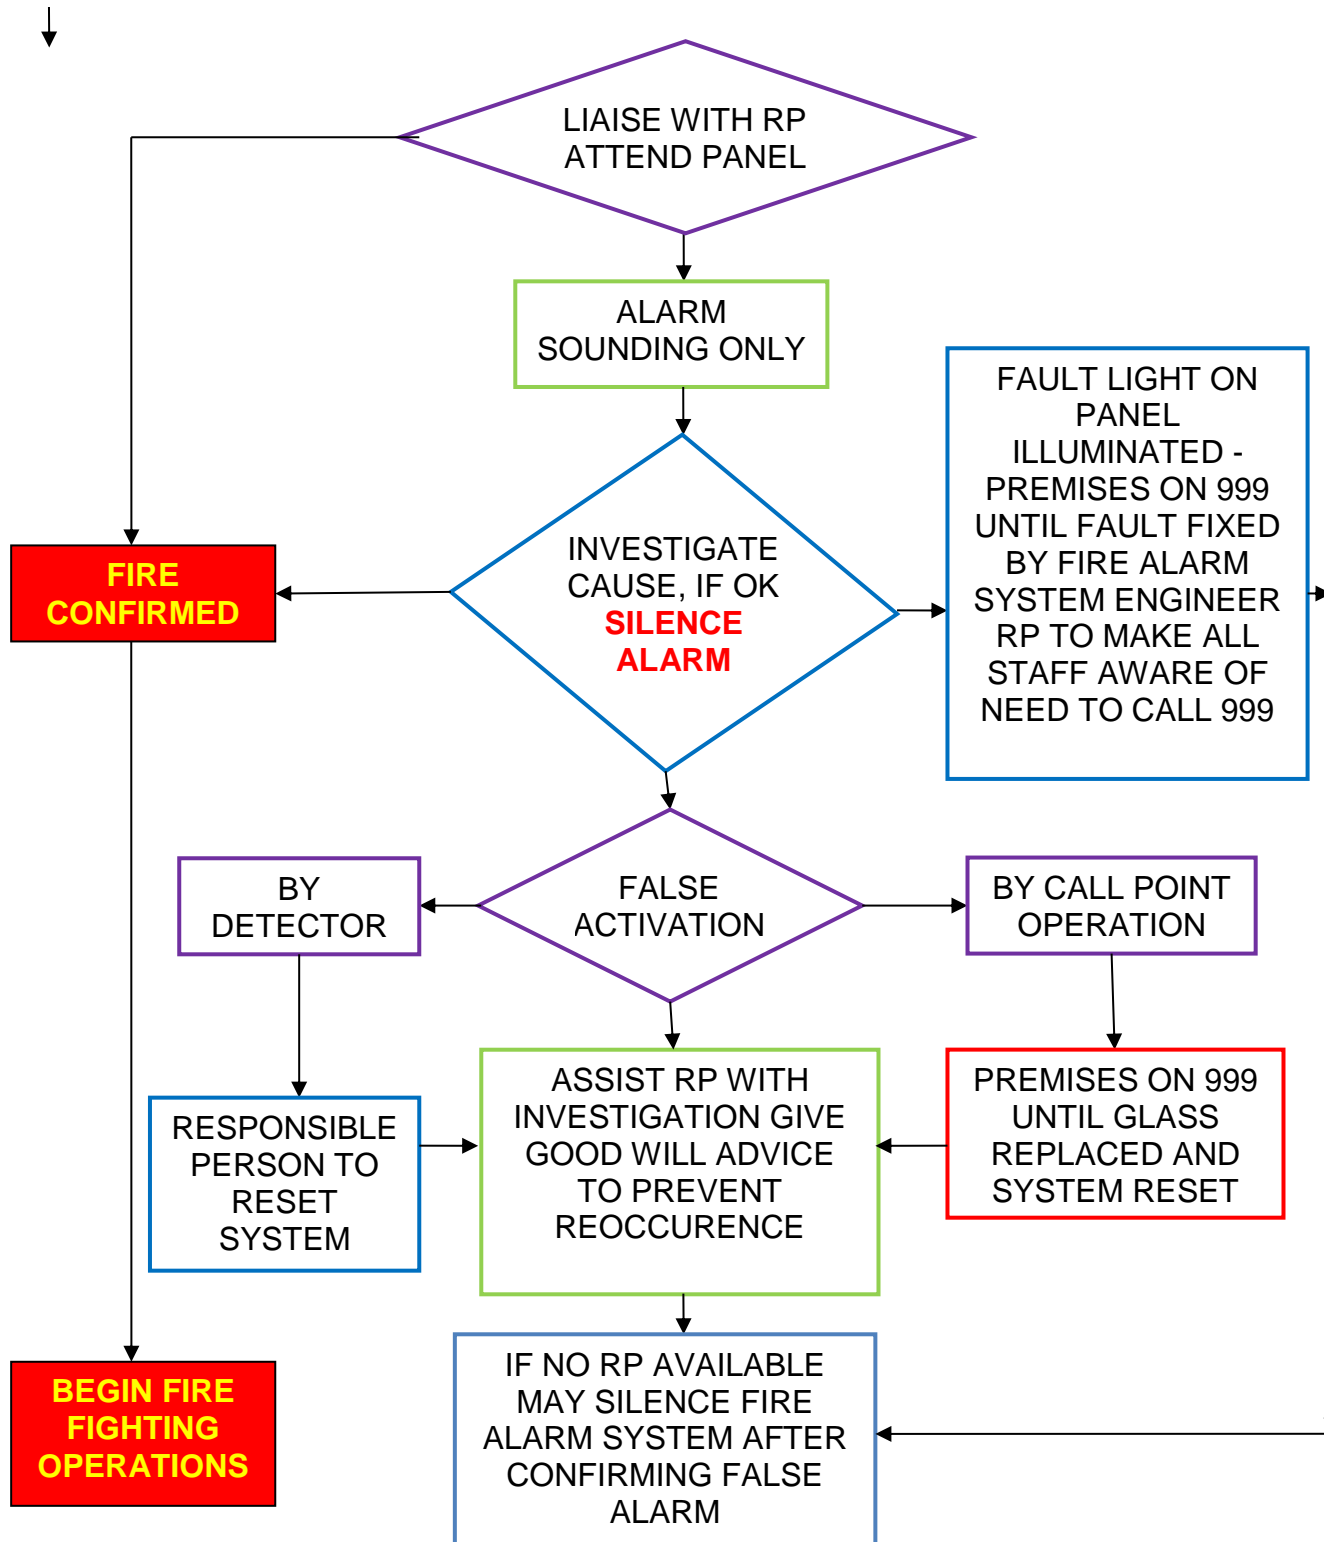 LIAISE WITH RP
ATTEND PANEL
ALARM
SOUNDING ONLY
FAULT LIGHT ON
PANEL
ILLUMINATED -
PREMISES ON 999
UNTIL FAULT FIXED
BY FIRE ALARM
SYSTEM ENGINEER
RP TO MAKE ALL
STAFF AWARE OF
NEED TO CALL 999
INVESTIGATE
CAUSE, IF OK
SILENCE
ALARM
FIRE
CONFIRMED
BY
DETECTOR
FALSE
ACTIVATION
BY CALL POINT
OPERATION
RESPONSIBLE
PERSON TO
RESET
SYSTEM
ASSIST RP WITH
INVESTIGATION GIVE
GOOD WILL ADVICE
TO PREVENT
REOCCURENCE
PREMISES ON 999
UNTIL GLASS
REPLACED AND
SYSTEM RESET
BEGIN FIRE
FIGHTING
OPERATIONS
IF NO RP AVAILABLE
MAY SILENCE FIRE
ALARM SYSTEM AFTER
CONFIRMING FALSE
ALARM